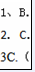 1、B.
2. C.
3C.（